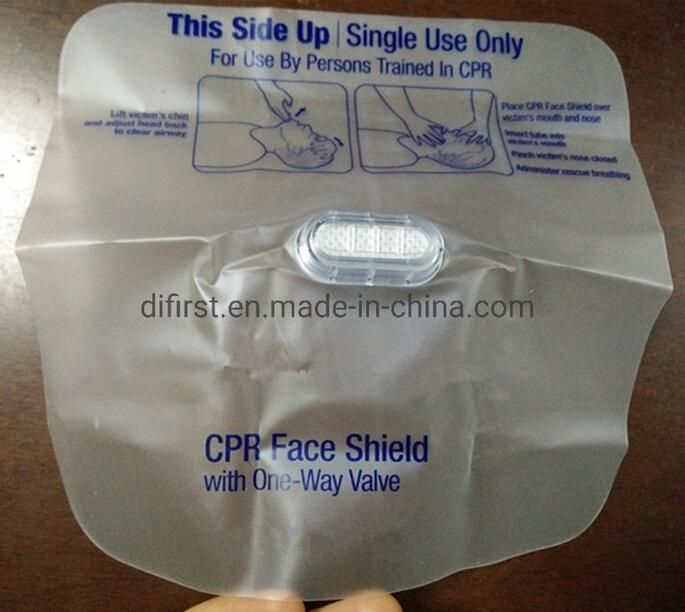 This Side Up | Single Use Only
For Use By Persons Trained In CPR
Lift victim's chin
and adjust head back
to clear airway
Place CPR Face Shield over
victim's mouth and nose
Insert tube into
victim's mouth
Pinch victim's nose closed
Administer rescue breathing
difirst.en.made-in-china.com
CPR Face Shield
with One-Way Valve